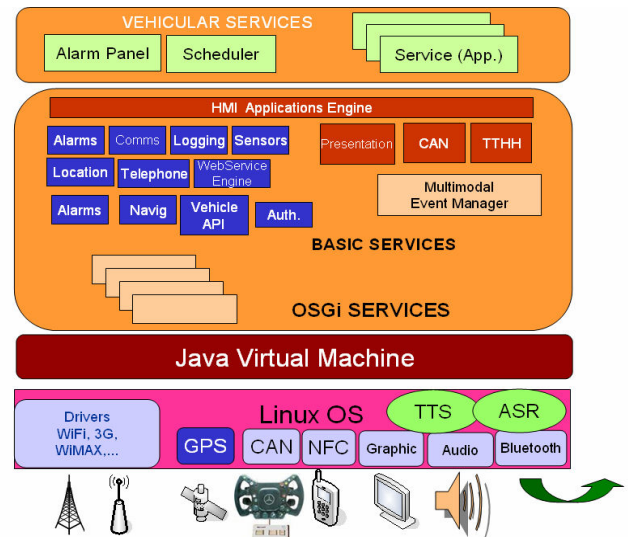 VEHICULAR SERVICES
Alarm Panel
Scheduler
Service (App.)
HMI Applications Engine
Alarms
Comms
Logging
Sensors
Presentation
CAN
TTHH
Location
Telephone
WebService
Engine
Multimodal
Event Manager
Alarms
Navig
Vehicle
API
Auth.
BASIC SERVICES
OSGi SERVICES
Java Virtual Machine
Drivers
WiFi, 3G,
WiMAX,...
Linux OS
TTS
ASR
GPS
CAN
NFC
Graphic
Audio
Bluetooth